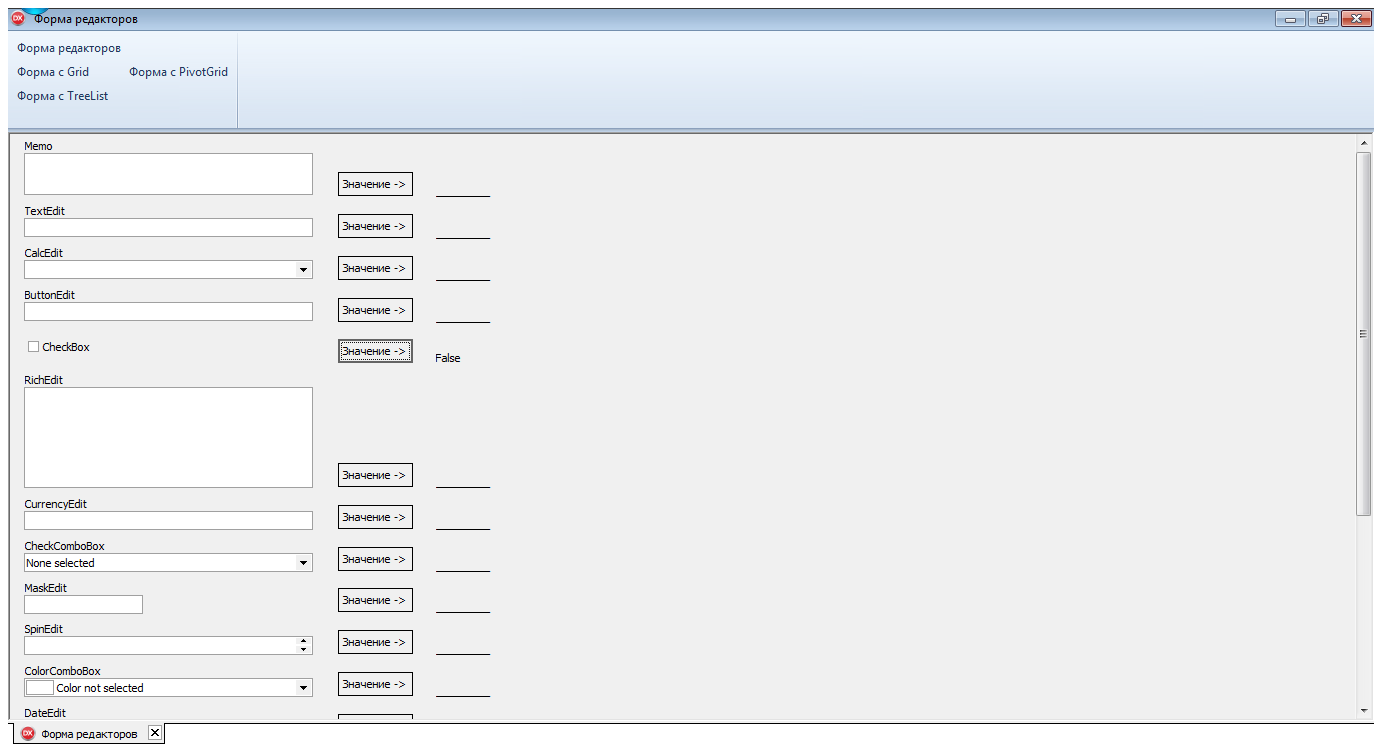 Форма редакторов
Форма редакторов
Форма с Grid Форма с PivotGrid
Форма с TreeList
Memo
Значение ->
TextEdit
Значение ->
CalcEdit
Значение ->
ButtonEdit
Значение ->
CheckBox
Значение ->
False
RichEdit
Значение ->
CurrencyEdit
Значение ->
CheckComboBox
None selected
Значение ->
MaskEdit
Значение ->
SpinEdit
Значение ->
ColorComboBox
Color not selected
Значение ->
DateEdit
DX Форма редакторов